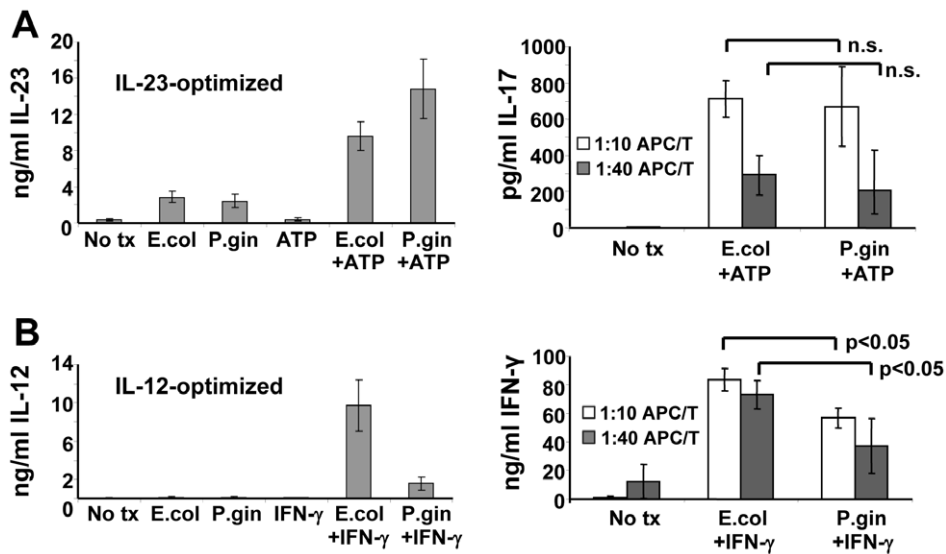 A
ng/ml IL-23
20
16
12
8
4
0
IL-23-optimized
No tx E.col P.gin ATP E.col P.gin
+ATP +ATP
pg/ml IL-17
1000
800
600
400
200
0
n.s.
n.s.
1:10 APC/T
1:40 APC/T
No tx E.col P.gin
+ATP +ATP
B
ng/ml IL-12
14
10
6
2
0
IL-12-optimized
No tx E.col P.gin IFN-γ E.col P.gin
+IFN-γ +IFN-γ
ng/ml IFN-γ
100
80
60
40
20
0
p<0.05
p<0.05
1:10 APC/T
1:40 APC/T
No tx E.col P.gin
+IFN-γ +IFN-γ